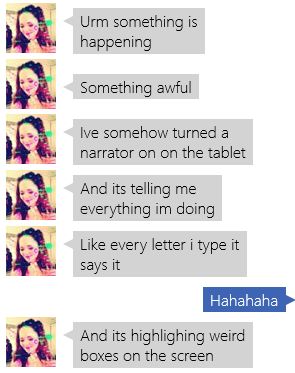 Urm something is
happening
Something awful
Ive somehow turned a
narrator on on the tablet
And its telling me
everything im doing
Like every letter i type it
says it
Hahahaha
And its highlighing weird
boxes on the screen